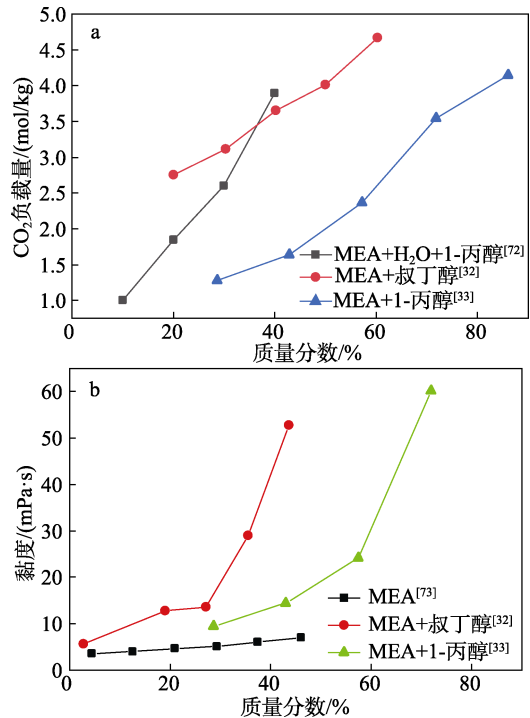 a
5.0
4.5
4.0
3.5
3.0
2.5
2.0
1.5
1.0
CO₂负载量/(mol/kg)
MEA+H₂O+1-丙醇[72]
MEA+叔丁醇[32]
MEA+1-丙醇[33]
0 20 40 60 80
质量分数/%
b
60
50
40
30
20
10
0
黏度/(mPa·s)
MEA[73]
MEA+叔丁醇[32]
MEA+1-丙醇[33]
0 20 40 60 80
质量分数/%